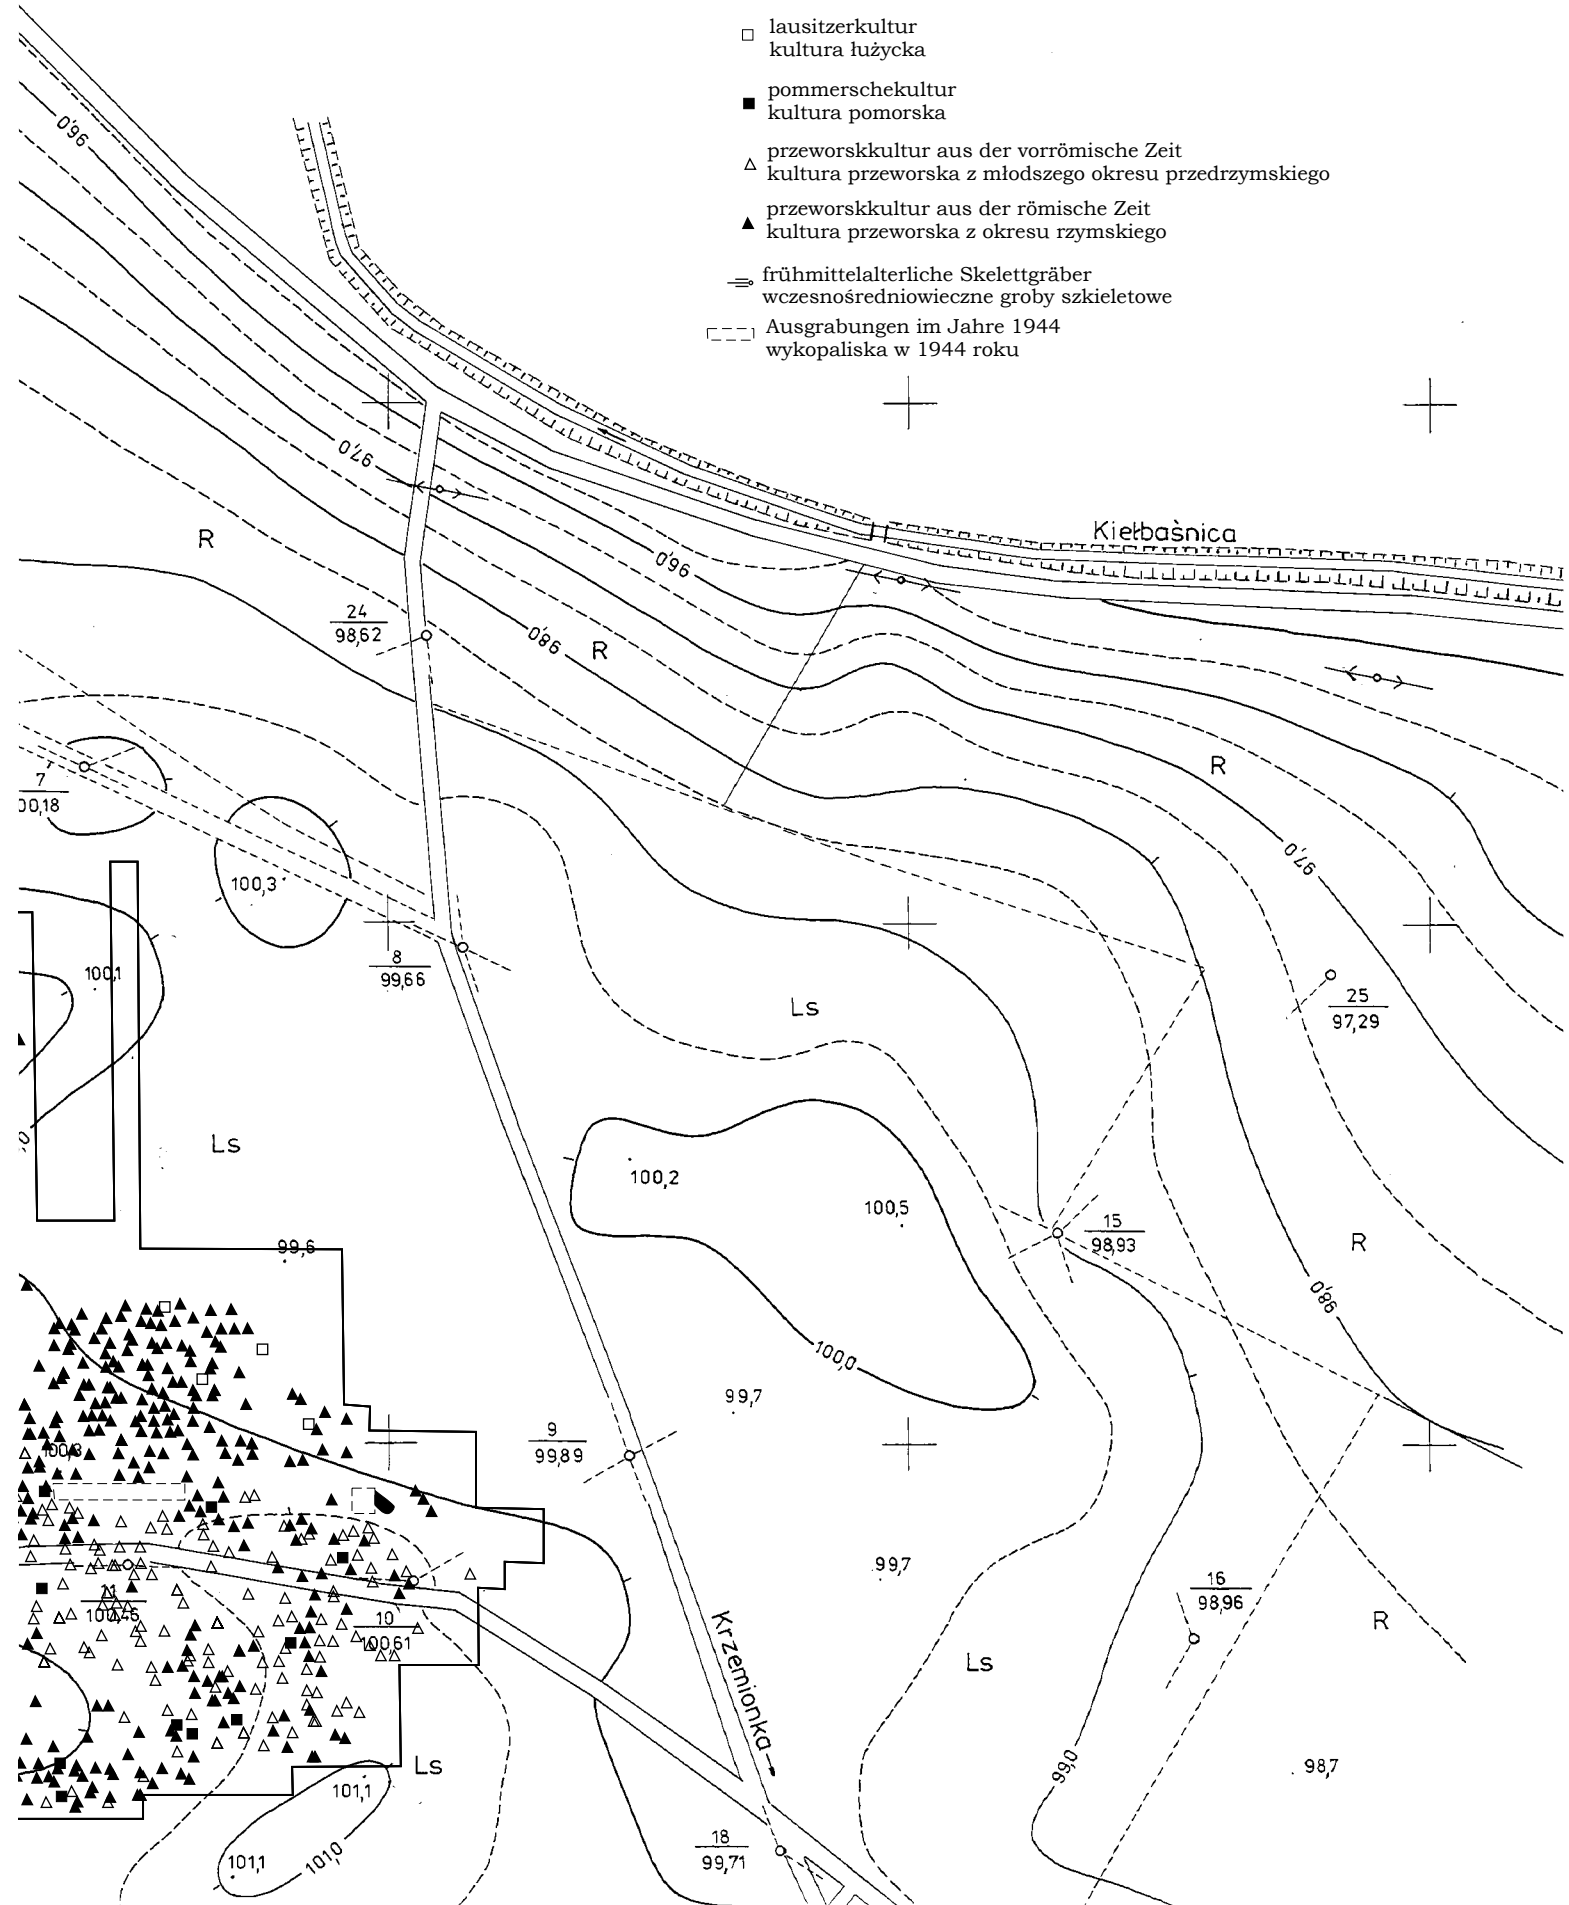 lausitzerkultur
kultura łużycka
pommerschekultur
kultura pomorska
przeworskkultur aus der vorrömische Zeit
kultura przeworska z młodszego okresu przedrzymskiego
przeworskkultur aus der römische Zeit
kultura przeworska z okresu rzymskiego
frühmittelalterliche Skelettgräber
wczesnośredniowieczne groby szkieletowe
Ausgrabungen im Jahre 1944
wykopaliska w 1944 roku
96,0
97,0
Kiełbaśnica
R
96,0
24
98,62
98,0
R
R
7
00,18
97,0
100,3
8
99,66
100,1
25
97,29
Ls
Ls
100,2
100,5
15
98,93
R
99,6
98,0
100,0
99,7
9
99,89
100,3
99,7
16
98,96
11
100,46
10
100,61
R
Krzemionka
Ls
Ls
99,0
98,7
101,1
18
99,71
101,1
101,0